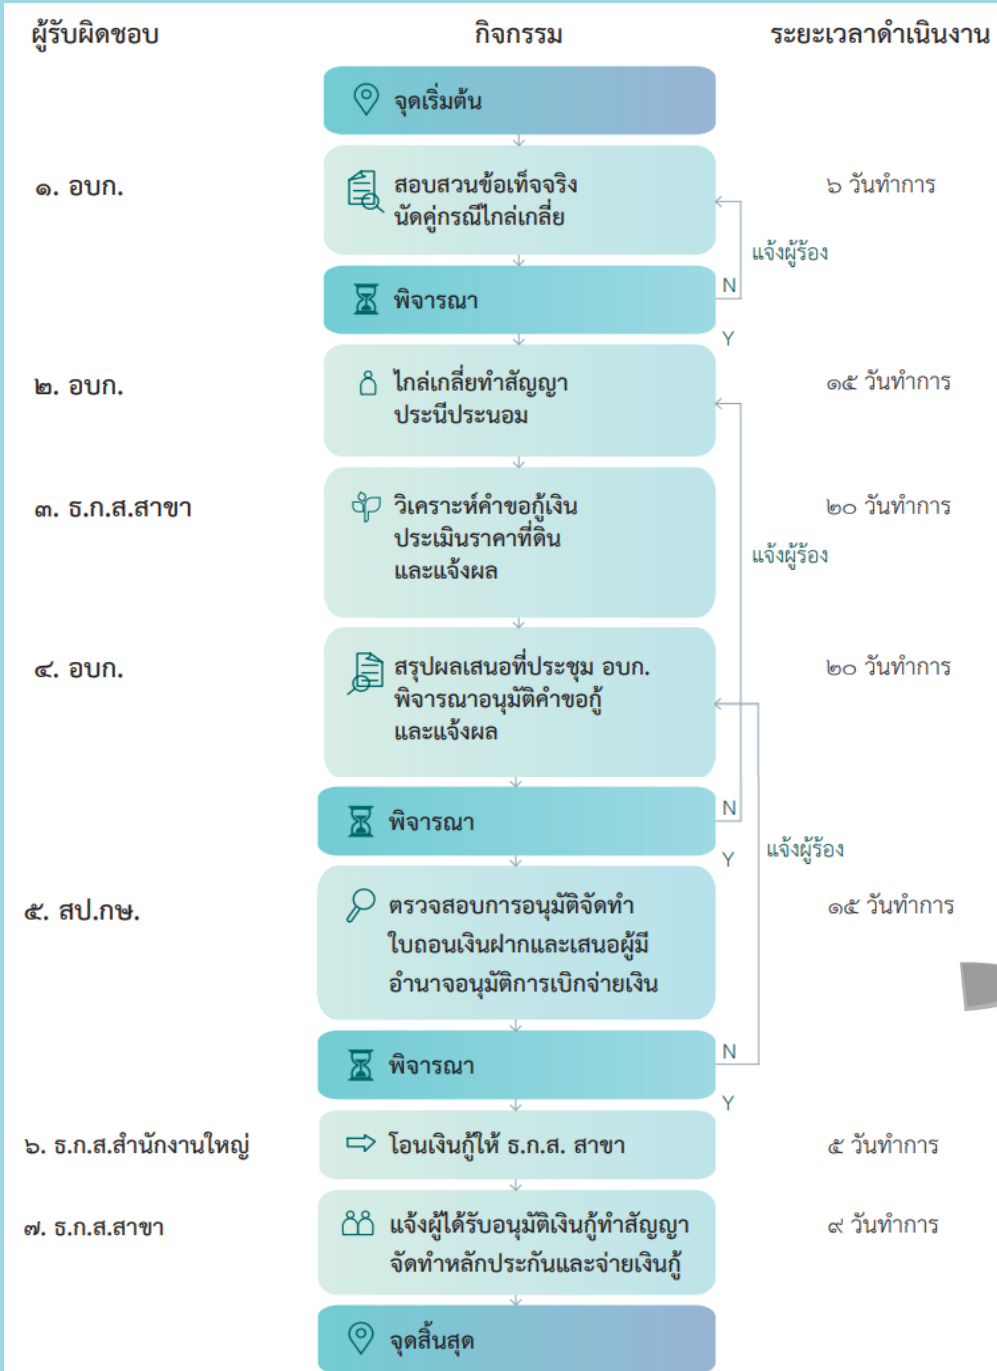 ผู้รับผิดชอบ กิจกรรม ระยะเวลาดำเนินงาน
จุดเริ่มต้น
๑. อบก. สอบสวนข้อเท็จจริง ๖ วันทำการ
นัดคู่กรณีไกล่เกลี่ย
แจ้งผู้ร้อง
N
พิจารณา
Y
๒. อบก. ไกล่เกลี่ยทำสัญญา ๑๕ วันทำการ
ประนีประนอม
๓. ธ.ก.ส.สาขา วิเคราะห์คำขอกู้เงิน ๒๐ วันทำการ
ประเมินราคาที่ดิน
แจ้งผู้ร้อง
และแจ้งผล
๔. อบก. สรุปผลเสนอที่ประชุม อบก. ๒๐ วันทำการ
พิจารณาอนุมัติคำขอกู้
และแจ้งผล
N
พิจารณา
Y
แจ้งผู้ร้อง
๕. สป.กษ. ตรวจสอบการอนุมัติจัดทำ ๑๕ วันทำการ
ใบถอนเงินฝากและเสนอผู้มี
อำนาจอนุมัติการเบิกจ่ายเงิน
N
พิจารณา
Y
๖. ธ.ก.ส.สำนักงานใหญ่ โอนเงินกู้ให้ ธ.ก.ส. สาขา ๕ วันทำการ
๗. ธ.ก.ส.สาขา แจ้งผู้ได้รับอนุมัติเงินกู้ทำสัญญา ๙ วันทำการ
จัดทำหลักประกันและจ่ายเงินกู้
จุดสิ้นสุด